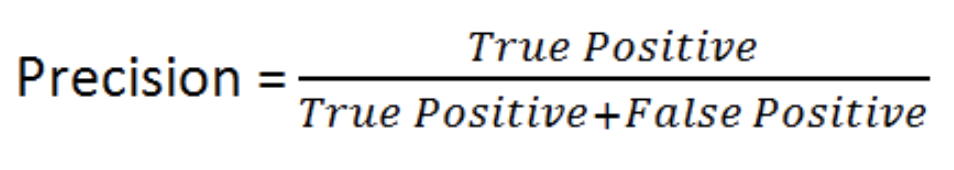 True Positive
Precision =
True Positive+False Positive